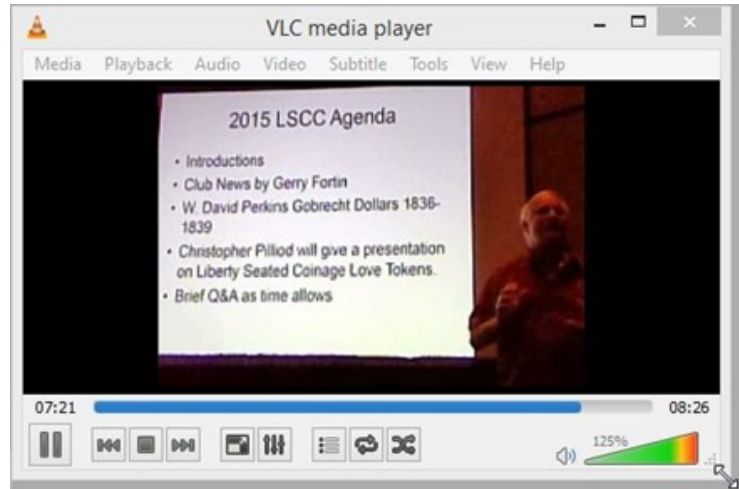 VLC media player
Media Playback Audio Video Subtitle Tools View Help
2015 LSCC Agenda
• Introductions
• Club News by Gerry Fortin
• W. David Perkins Gobrecht Dollars 1836-
1839
• Christopher Pilliod will give a presentation
on Liberty Seated Coinage Love Tokens.
• Brief Q&A as time allows
07:21 08:26
125%